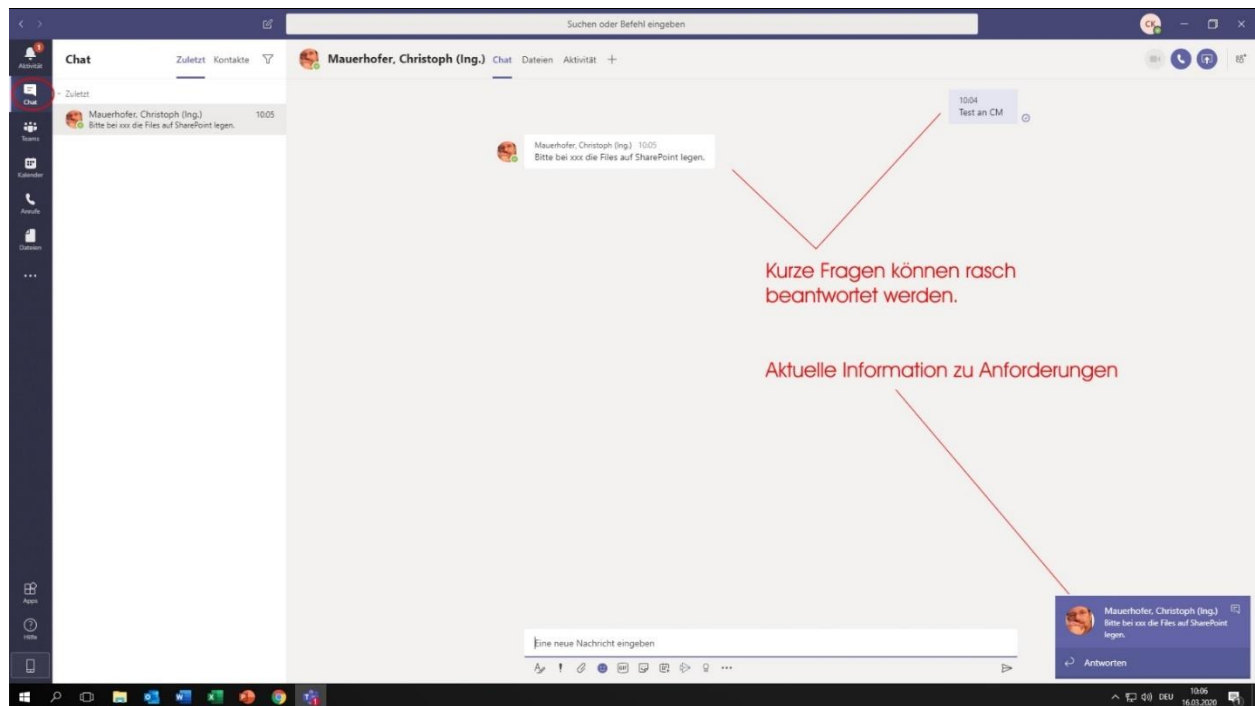 Suchen oder Befehl eingeben
CK
1
Aktivität
Chat
Teams
Kalender
Anrufe
Dateien
Apps
Hilfe
Chat Zuletzt Kontakte
Zuletzt
Mauerhofer, Christoph (Ing.) 10:05
Bitte bei xxx die Files auf SharePoint legen.
Mauerhofer, Christoph (Ing.) Chat Dateien Aktivität
10:04
Test an CM
Mauerhofer, Christoph (Ing.) 10:05
Bitte bei xxx die Files auf SharePoint legen.
Kurze Fragen können rasch
beantwortet werden.
Aktuelle Information zu Anforderungen
Eine neue Nachricht eingeben
GIF
Mauerhofer, Christoph (Ing.)
Bitte bei xxx die Files auf SharePoint
legen.
Antworten
DEU
10:06
16.03.2020